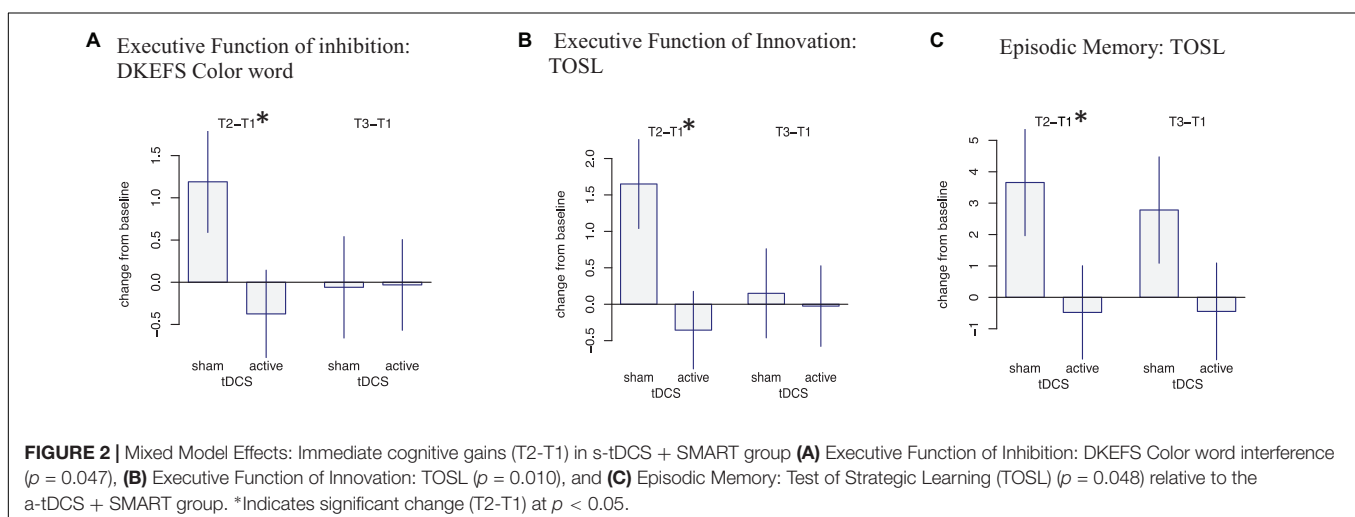 A Executive Function of inhibition:
DKEFS Color word
T2−T1* T3−T1
change from baseline
1.5
1.0
0.5
0.0
−0.5
sham active sham active
tDCS tDCS
B Executive Function of Innovation:
TOSL
T2−T1* T3−T1
change from baseline
2.0
1.5
1.0
0.5
0.0
−0.5
sham active sham active
tDCS tDCS
C Episodic Memory: TOSL
T2−T1* T3−T1
change from baseline
5
4
3
2
1
0
−1
sham active sham active
tDCS tDCS
FIGURE 2 | Mixed Model Effects: Immediate cognitive gains (T2-T1) in s-tDCS + SMART group (A) Executive Function of Inhibition: DKEFS Color word interference
(p = 0.047), (B) Executive Function of Innovation: TOSL (p = 0.010), and (C) Episodic Memory: Test of Strategic Learning (TOSL) (p = 0.048) relative to the
a-tDCS + SMART group. *Indicates significant change (T2-T1) at p < 0.05.